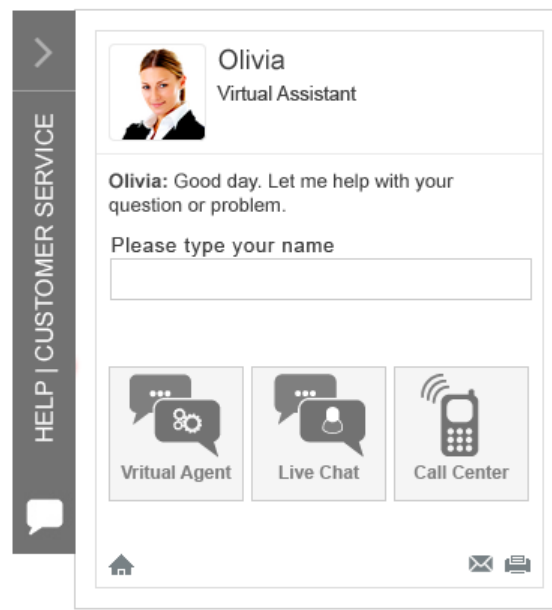 Olivia
Virtual Assistant
HELP | CUSTOMER SERVICE
Olivia: Good day. Let me help with your
question or problem.
Please type your name
Vritual Agent
Live Chat
Call Center